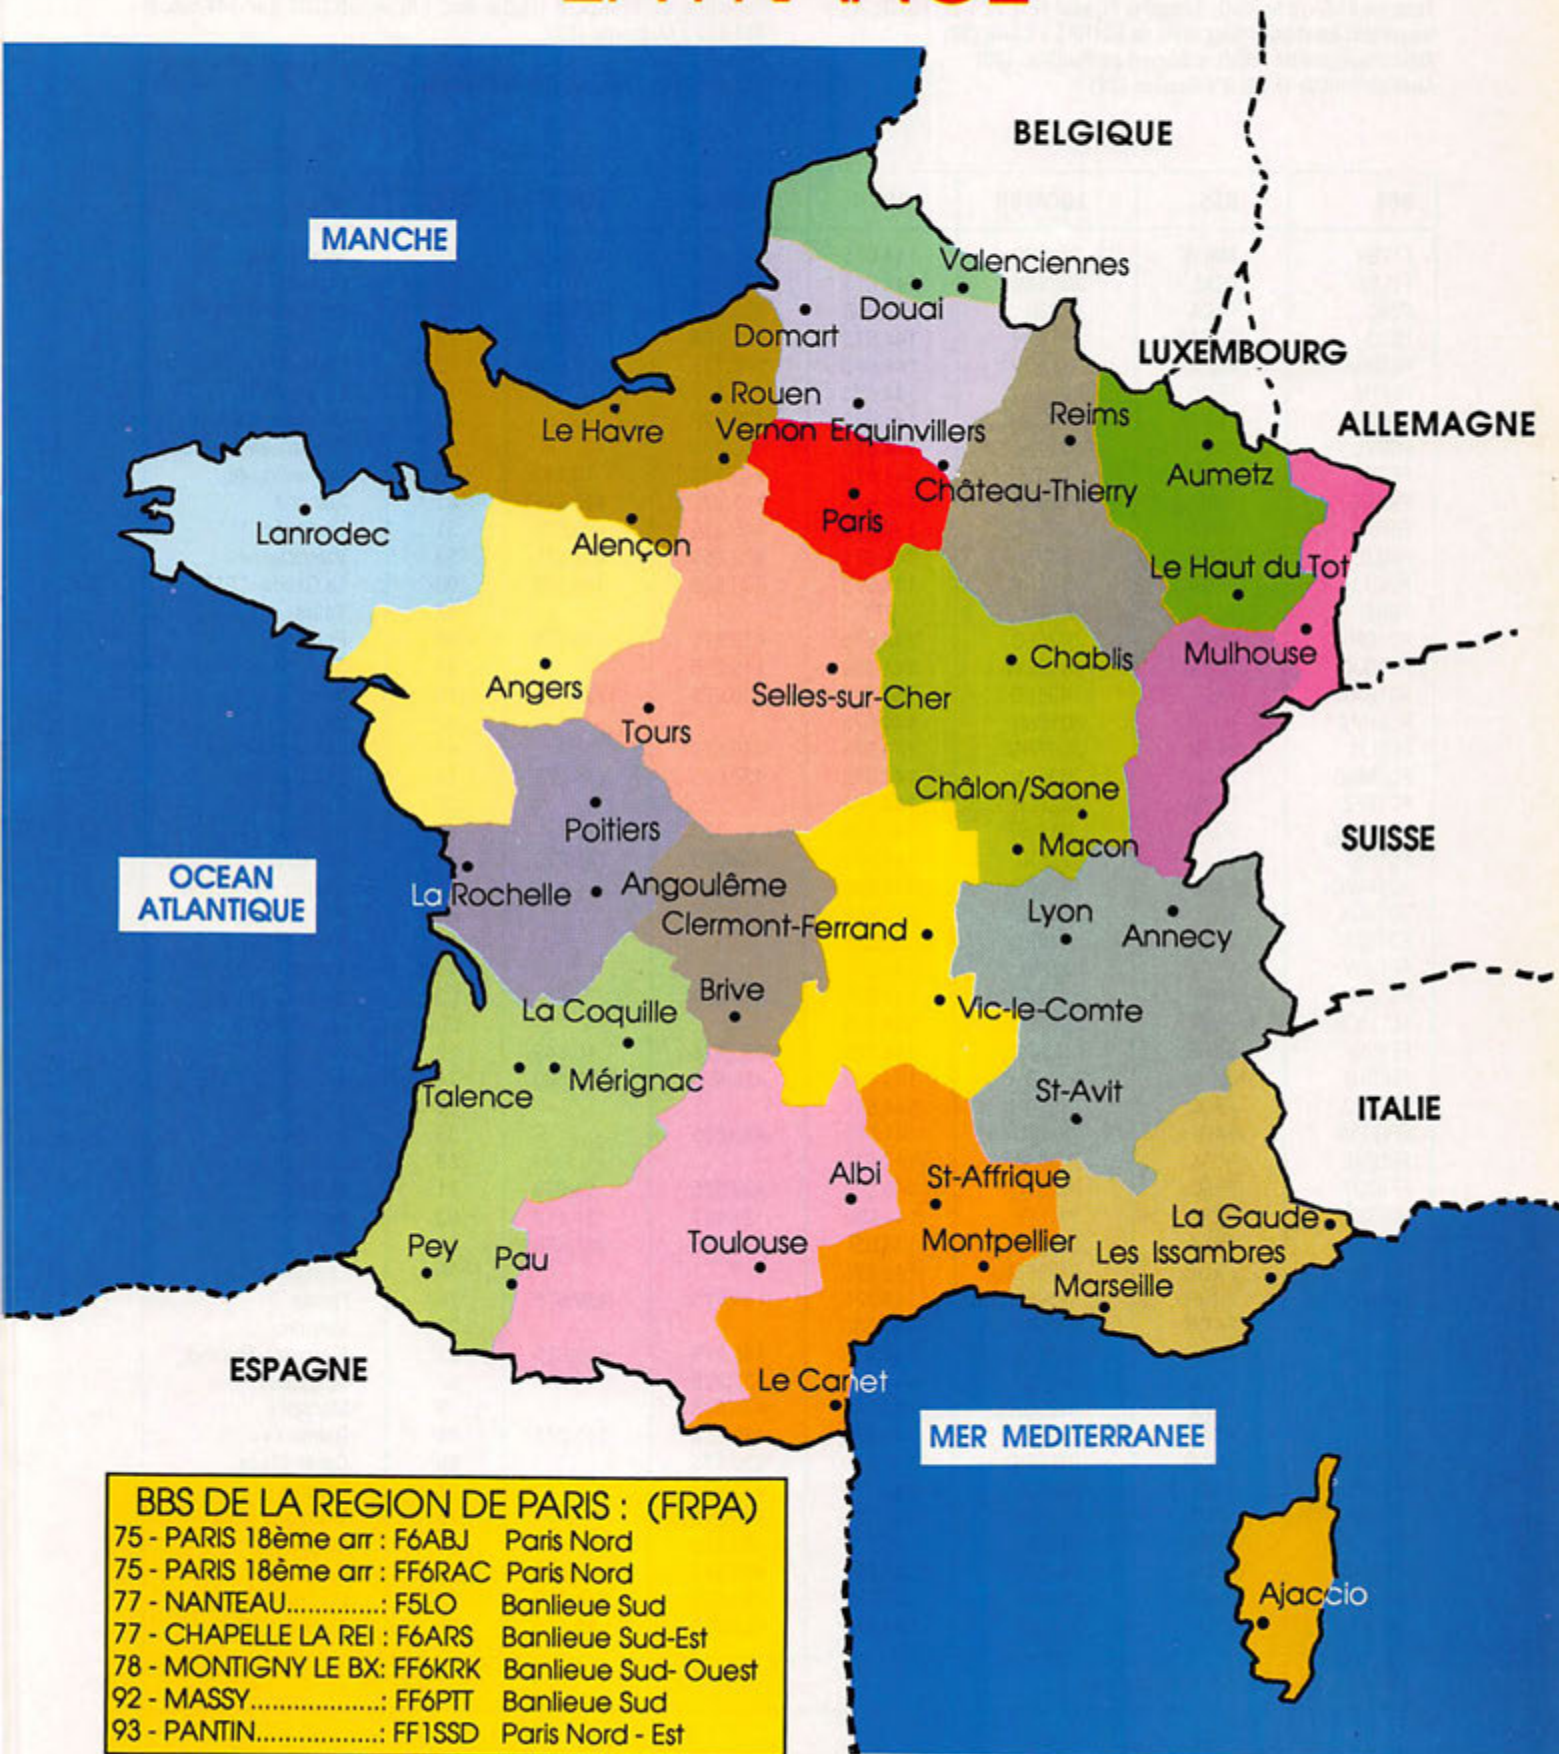 BELGIQUE
MANCHE
Valenciennes
Douai
Domart
LUXEMBOURG
Rouen
Reims
ALLEMAGNE
Le Havre
Vernon
Erquinvillers
Aumetz
Château-Thierry
Paris
Lanrodec
Alençon
Le Haut du Tot
Chablis
Mulhouse
Angers
Selles-sur-Cher
Tours
Châlon/Saone
Poitiers
Macon
SUISSE
OCEAN
ATLANTIQUE
La Rochelle
Angoulême
Lyon
Clermont-Ferrand
Annecy
Brive
La Coquille
Vic-le-Comte
Mérignac
Talence
St-Avit
ITALIE
Albi
St-Affrique
La Gaude
Pey
Pau
Toulouse
Montpellier
Les Issambres
Marseille
ESPAGNE
Le Canet
MER MEDITERRANEE
BBS DE LA REGION DE PARIS : (FRPA)
75 - PARIS 18ème arr : F6ABJ Paris Nord
75 - PARIS 18ème arr : FF6RAC Paris Nord
77 - NANTEAU.............: F5LO Banlieue Sud
77 - CHAPELLE LA REI : F6ARS Banlieue Sud-Est
78 - MONTIGNY LE BX: FF6KRK Banlieue Sud- Ouest
92 - MASSY..................: FF6PTT Banlieue Sud
93 - PANTIN.................: FF1SSD Paris Nord - Est
Ajaccio